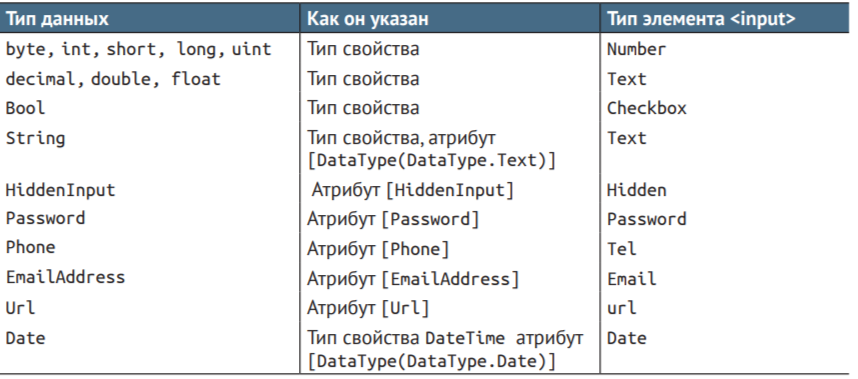 Тип данных Как он указан Тип элемента <input>
byte, int, short, long, uint Тип свойства Number
decimal, double, float Тип свойства Text
Bool Тип свойства Checkbox
String Тип свойства, атрибут Text
[DataType(DataType.Text)]
HiddenInput Атрибут [HiddenInput] Hidden
Password Атрибут [Password] Password
Phone Атрибут [Phone] Tel
EmailAddress Атрибут [EmailAddress] Email
Url Атрибут [Url] url
Date Тип свойства DateTime атрибут Date
[DataType(DataType.Date)]